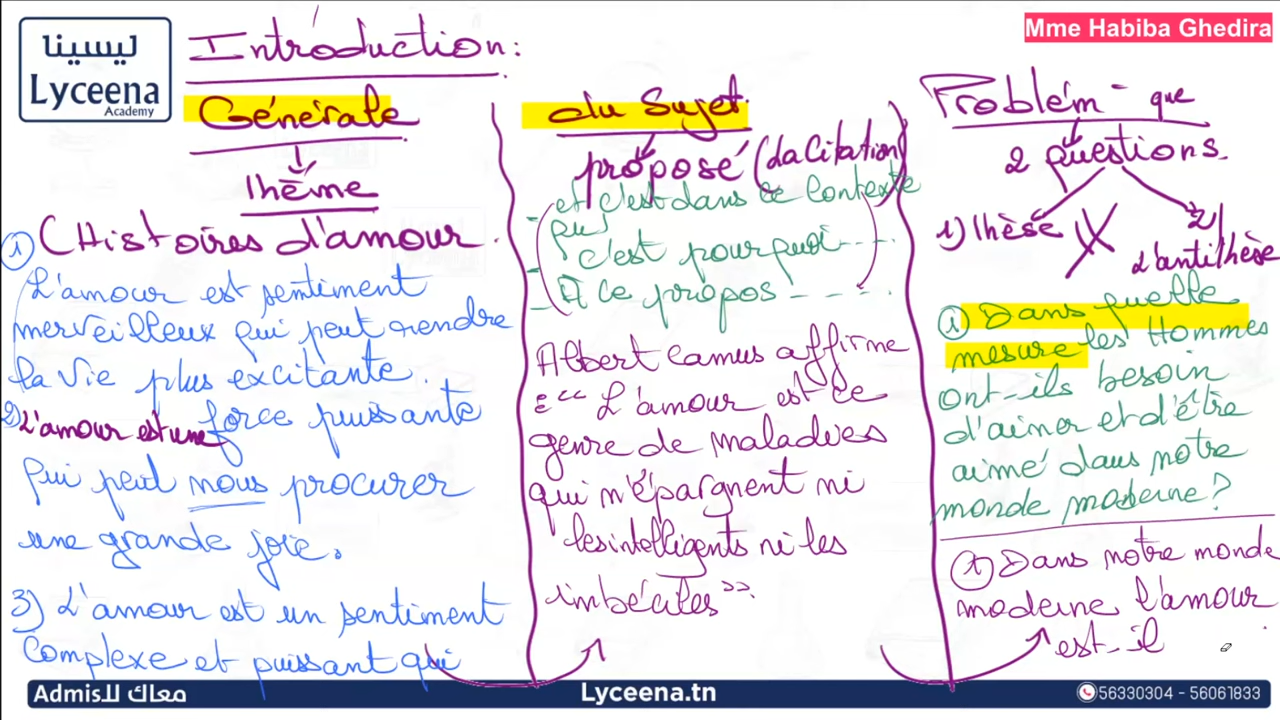 ليسينا
Lyceena
Academy
Mme Habiba Ghedira
Introduction:
Générale
Thème
(Histoires d'amour.
1) L'amour est sentiment
merveilleux qui peut rendre
la vie plus excitante.
2) L'amour est une force puissante
qui peut nous procurer
une grande joie.
3) L'amour est un sentiment
Complexe et puissant qui
du Sujet
proposé (la Citation)
- et c'est dans ce Contexte
que
- c'est pourquoi ....
- À ce propos - - - -
Albert Camus affirme
: “ L'amour est ce
genre de maladies
qui n'épargnent ni
les intelligents ni les
imbéciles ”.
Problém - que
2 questions.
1) Thèse
2/
L'antithèse
1) Dans quelle
mesure les Hommes
ont-ils besoin
d'aimer et d'être
aimé dans notre
monde moderne?
1) Dans notre monde
moderne l'amour
est-il
معاك للـAdmis
Lyceena.tn
56330304 - 56061833